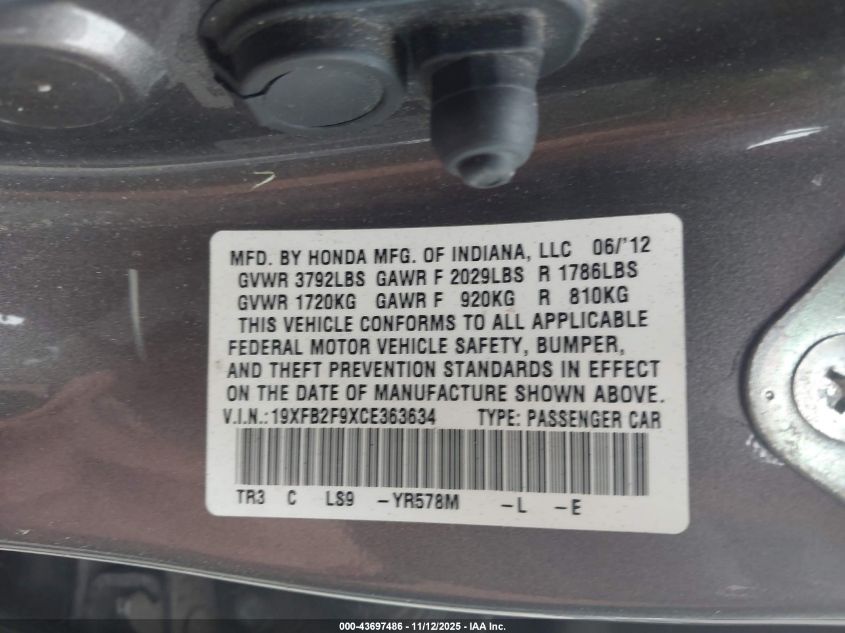 MFD. BY HONDA MFG. OF INDIANA, LLC 06/'12
GVWR 3792LBS GAWR F 2029LBS R 1786LBS
GVWR 1720KG GAWR F 920KG R 810KG
THIS VEHICLE CONFORMS TO ALL APPLICABLE
FEDERAL MOTOR VEHICLE SAFETY, BUMPER,
AND THEFT PREVENTION STANDARDS IN EFFECT
ON THE DATE OF MANUFACTURE SHOWN ABOVE.
V.I.N.:19XFB2F9XCE363634 TYPE: PASSENGER CAR
TR3 C LS9 -YR578M -L -E
000-43697486 - 11/12/2025 - IAA Inc.